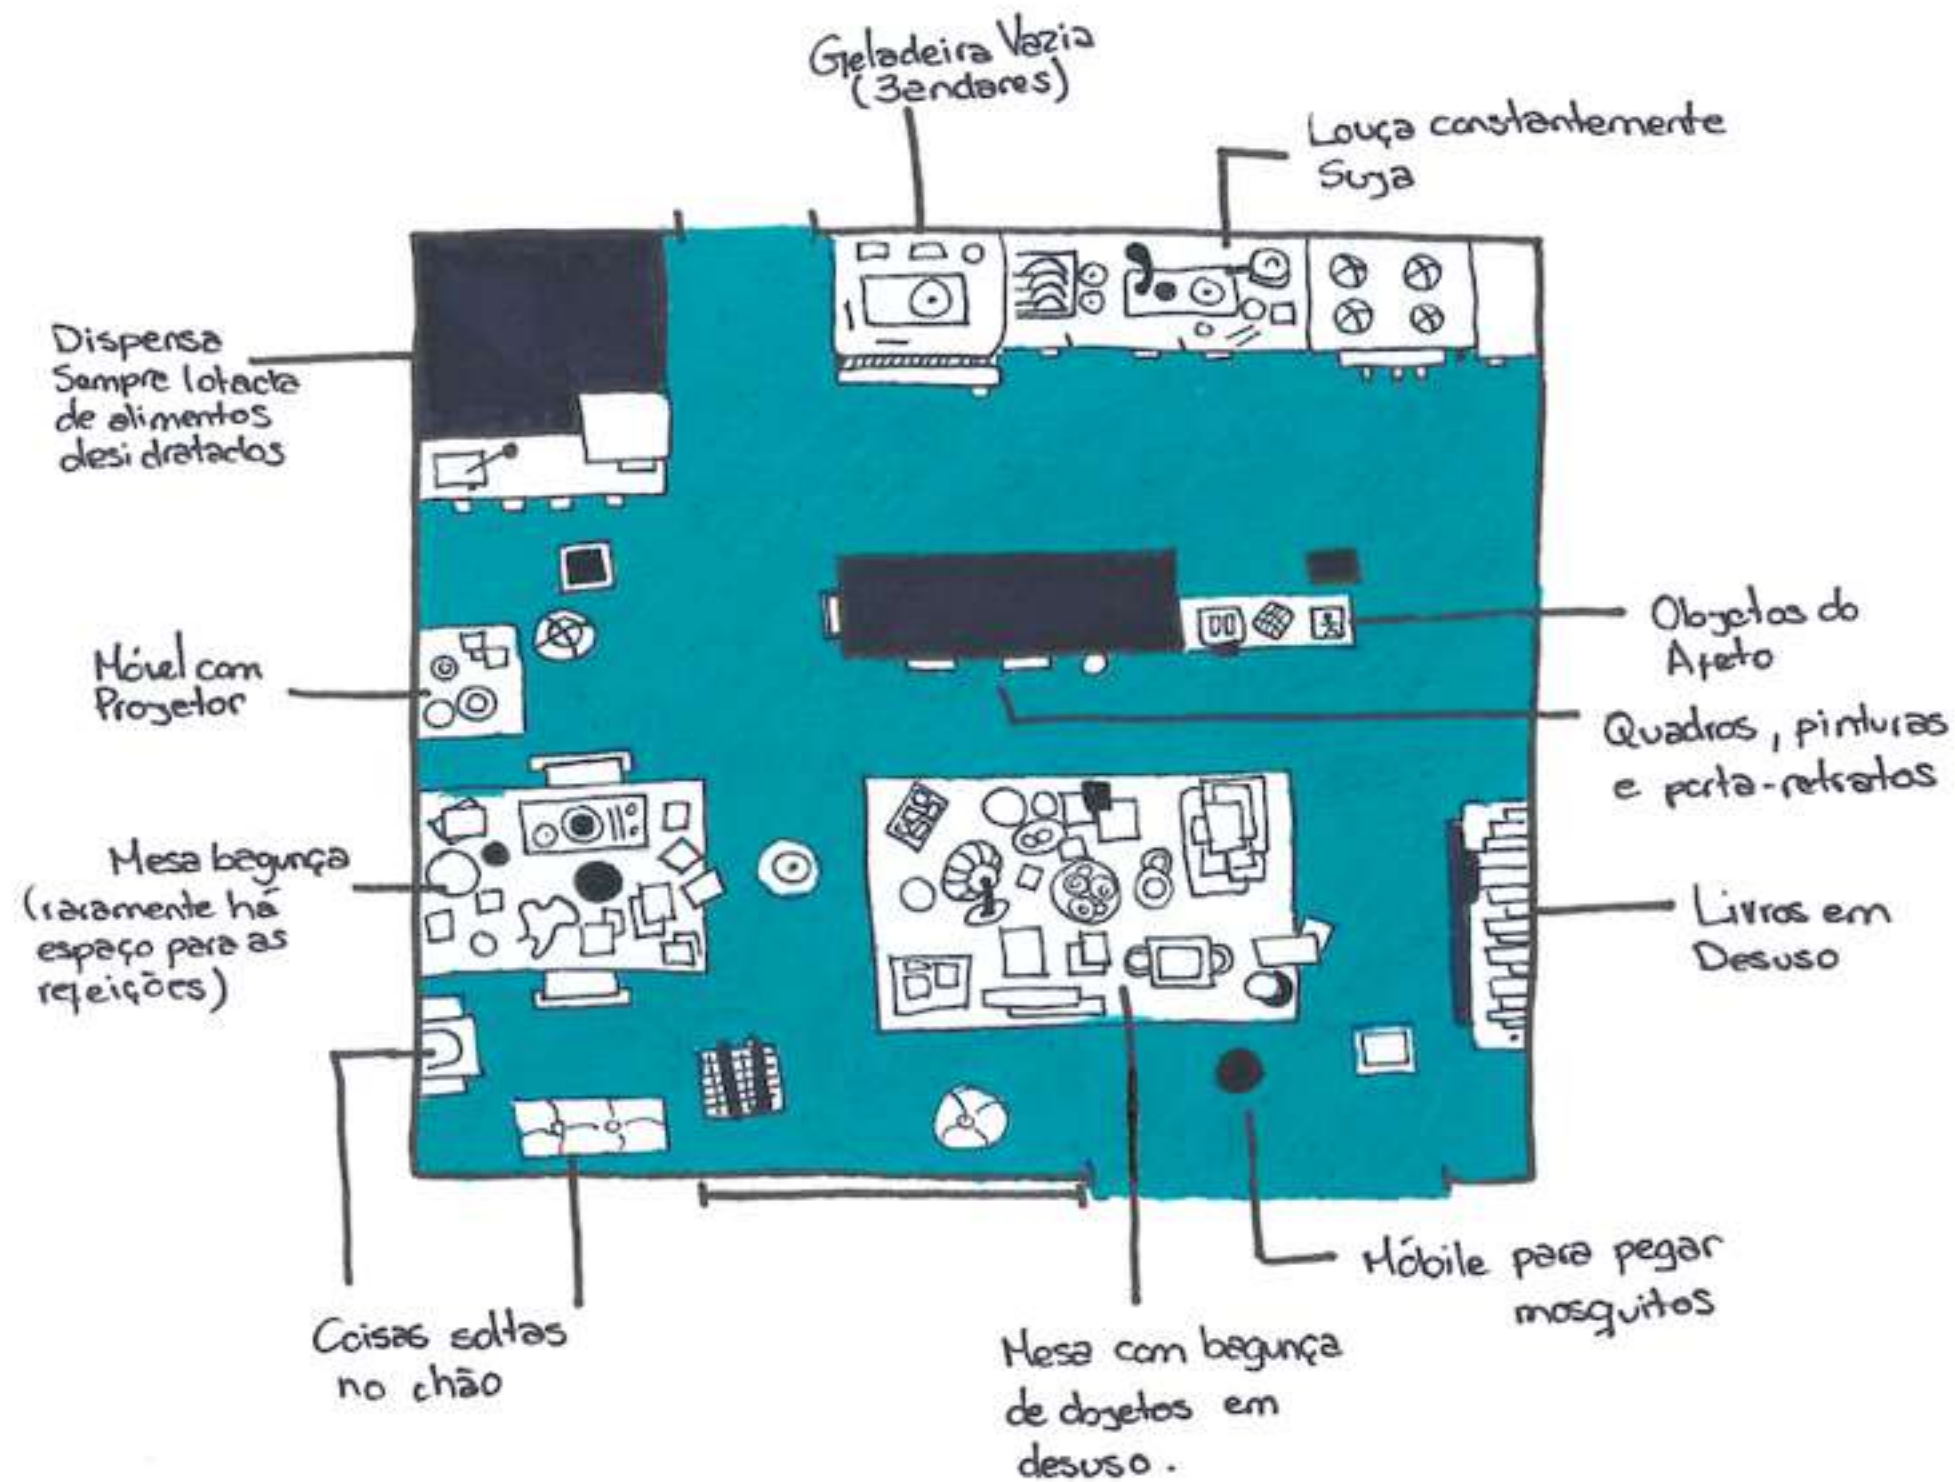 Geladeira Vazia
(3andares)
Louça constantemente
Suja
Dispensa
Sempre lotada
de alimentos
desidratados
Objetos do
Afeto
Móvel com
Projetor
Quadros, pinturas
e porta-retratos
Mesa bagunça
(raramente há
espaço para as
refeições)
Livros em
Desuso
Móbile para pegar
mosquitos
Coisas soltas
no chão
Mesa com bagunça
de objetos em
desuso.